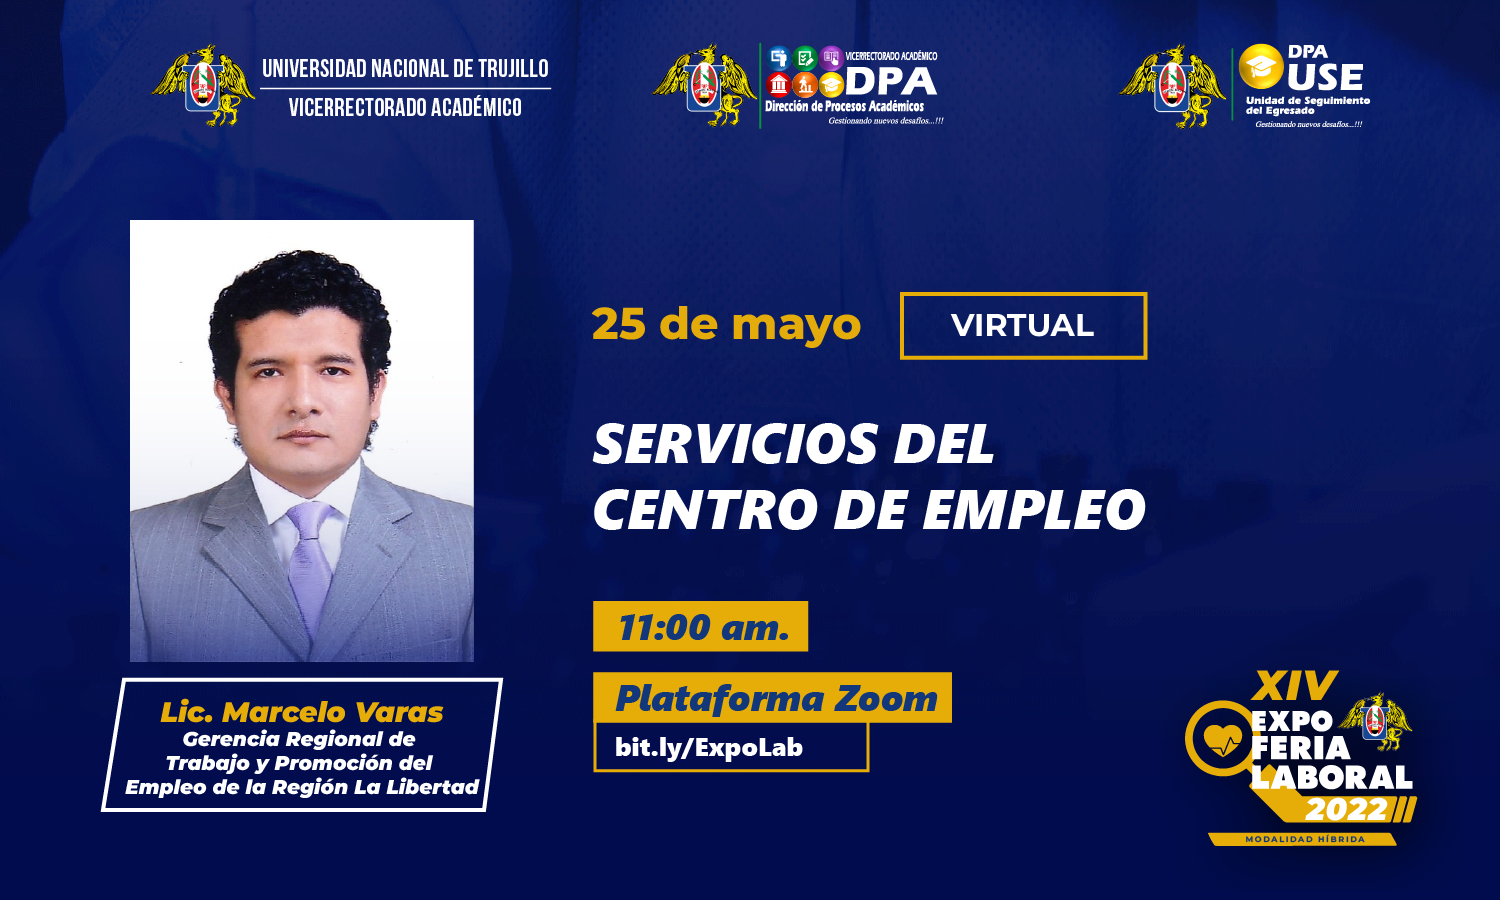 UNIVERSIDAD NACIONAL DE TRUJILLO
VICERRECTORADO ACADÉMICO
VICERRECTORADO ACADÉMICO
DPA
Dirección de Procesos Académicos
Gestionando nuevos desafíos...!!!
DPA
USE
Unidad de Seguimiento
del Egresado
Gestionando nuevos desafíos...!!!
25 de mayo
VIRTUAL
SERVICIOS DEL
CENTRO DE EMPLEO
11:00 am.
Plataforma Zoom
bit.ly/ExpoLab
Lic. Marcelo Varas
Gerencia Regional de
Trabajo y Promoción del
Empleo de la Región La Libertad
XIV
EXPO
FERIA
LABORAL
2022
MODALIDAD HÍBRIDA